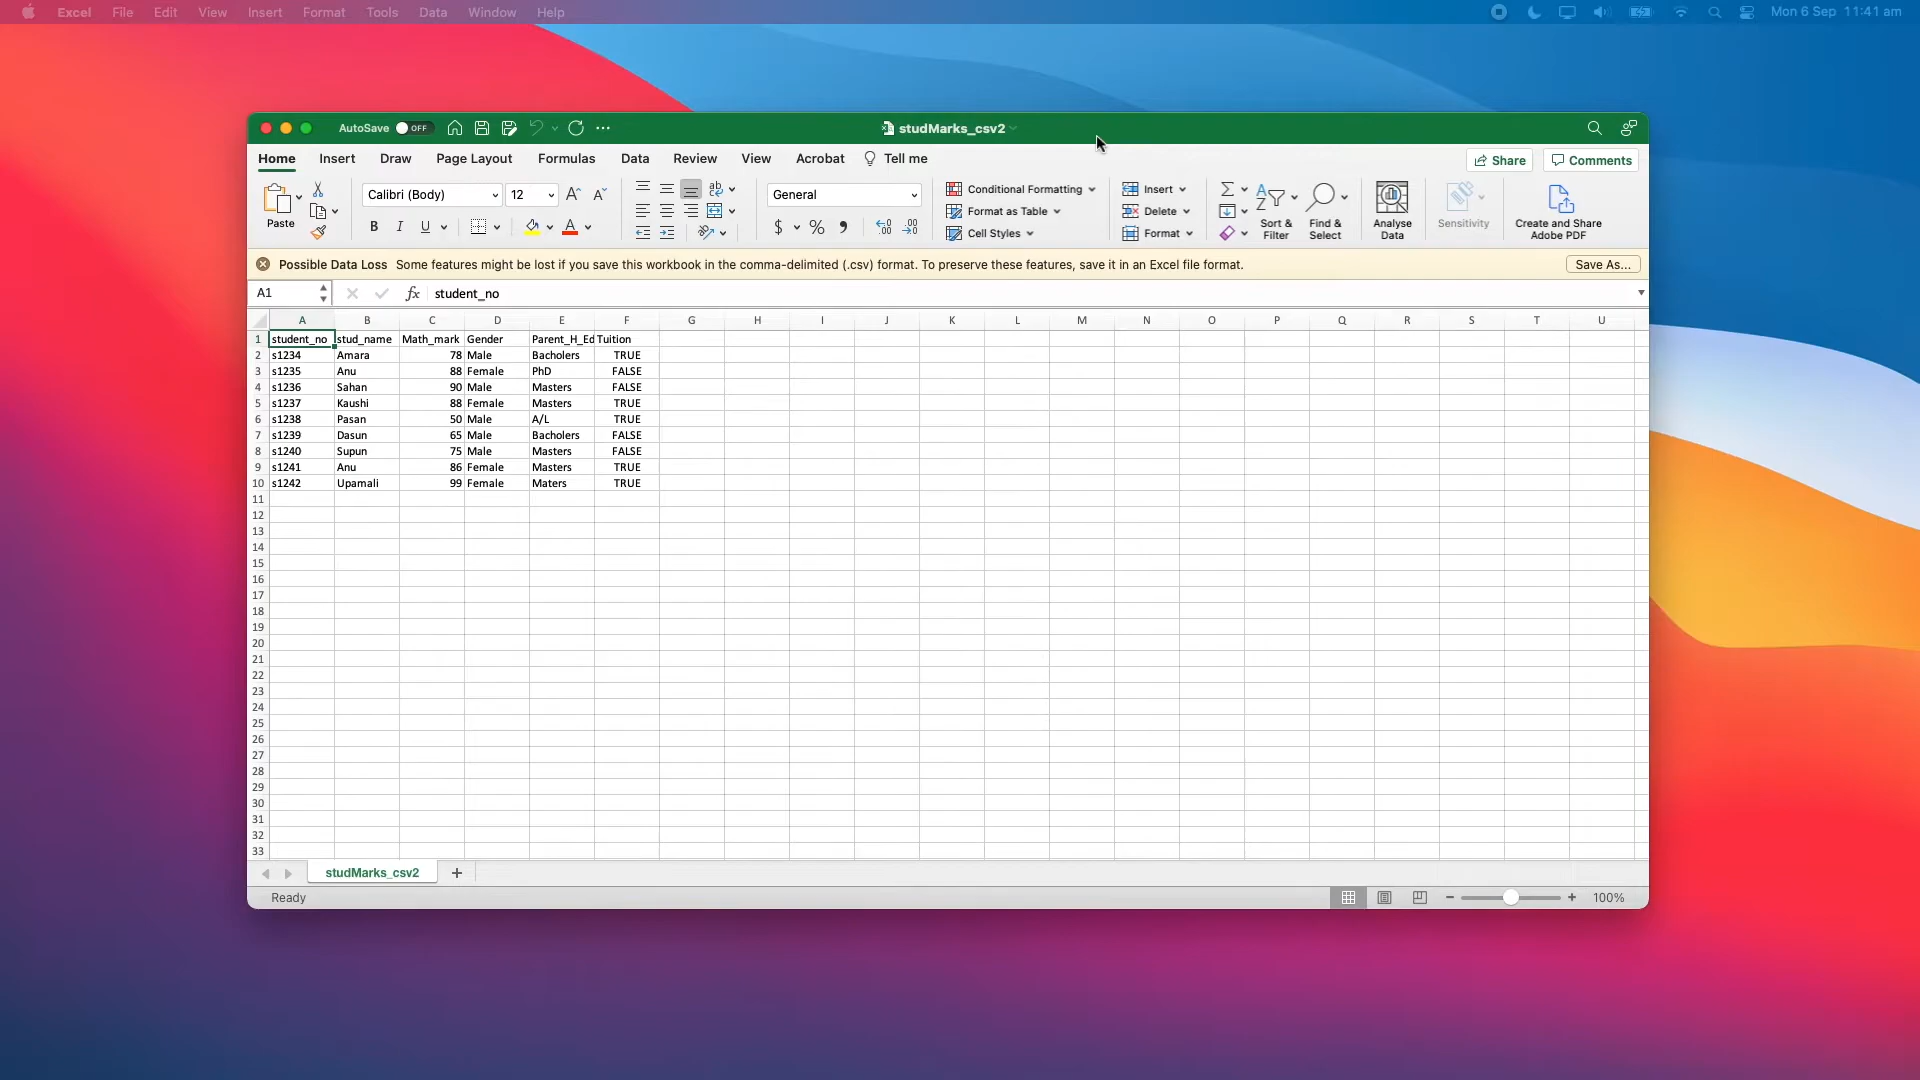 Excel File Edit View Insert Format Tools Data Window Help Mon 6 Sep 11:41 am
AutoSave OFF studMarks_csv2
Home Insert Draw Page Layout Formulas Data Review View Acrobat Tell me Share Comments
Paste Calibri (Body) 12 General Conditional Formatting Insert
Format as Table Delete Sort & Filter Find & Select Analyse Data Sensitivity Create and Share Adobe PDF
B I U A $ % Cell Styles Format
Possible Data Loss Some features might be lost if you save this workbook in the comma-delimited (.csv) format. To preserve these features, save it in an Excel file format. Save As...
A1 fx student_no
A B C D E F G H I J K L M N O P Q R S T U
1 student_no stud_name Math_mark Gender Parent_H_Ed Tuition
2 s1234 Amara 78 Male Bacholers TRUE
3 s1235 Anu 88 Female PhD FALSE
4 s1236 Sahan 90 Male Masters FALSE
5 s1237 Kaushi 88 Female Masters TRUE
6 s1238 Pasan 50 Male A/L TRUE
7 s1239 Dasun 65 Male Bacholers FALSE
8 s1240 Supun 75 Male Masters FALSE
9 s1241 Anu 86 Female Masters TRUE
10 s1242 Upamali 99 Female Maters TRUE
11
12
13
14
15
16
17
18
19
20
21
22
23
24
25
26
27
28
29
30
31
32
33
studMarks_csv2 +
Ready 100%